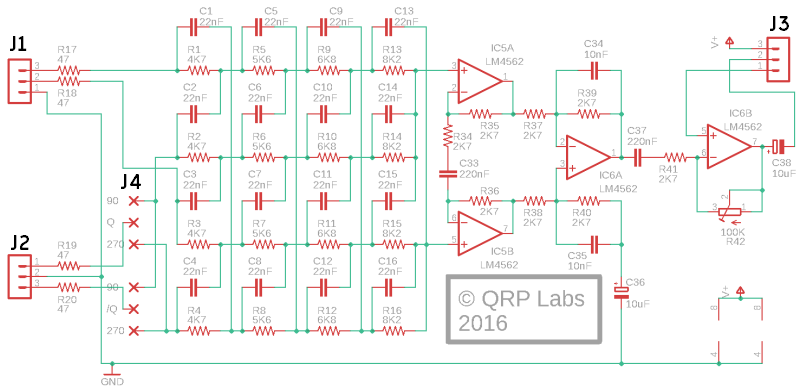 C1
22nF
C5
22nF
C9
22nF
C13
22nF
J1
3
2
1
R17
47
R18
47
R1
4K7
R5
5K6
R9
6K8
R13
8K2
C2
22nF
C6
22nF
C10
22nF
C14
22nF
R2
4K7
R6
5K6
R10
6K8
R14
8K2
J4
90
Q
270
90
/Q
270
C3
22nF
C7
22nF
C11
22nF
C15
22nF
R3
4K7
R7
5K6
R11
6K8
R15
8K2
J2
1
2
3
R19
47
R20
47
C4
22nF
C8
22nF
C12
22nF
C16
22nF
R4
4K7
R8
5K6
R12
6K8
R16
8K2
GND
IC5A
LM4562
3
2
1
R34
2K7
R35
2K7
R37
2K7
C33
220nF
R36
2K7
R38
2K7
6
5
7
IC5B
LM4562
C34
10nF
R39
2K7
2
3
1
IC6A
LM4562
R40
2K7
C35
10nF
C36
10uF
C37
220nF
R41
2K7
IC6B
LM4562
5
6
7
C38
10uF
3
2
1
100K
R42
V+
J3
3
2
1
V+
8
8
4
4
© QRP Labs
2016